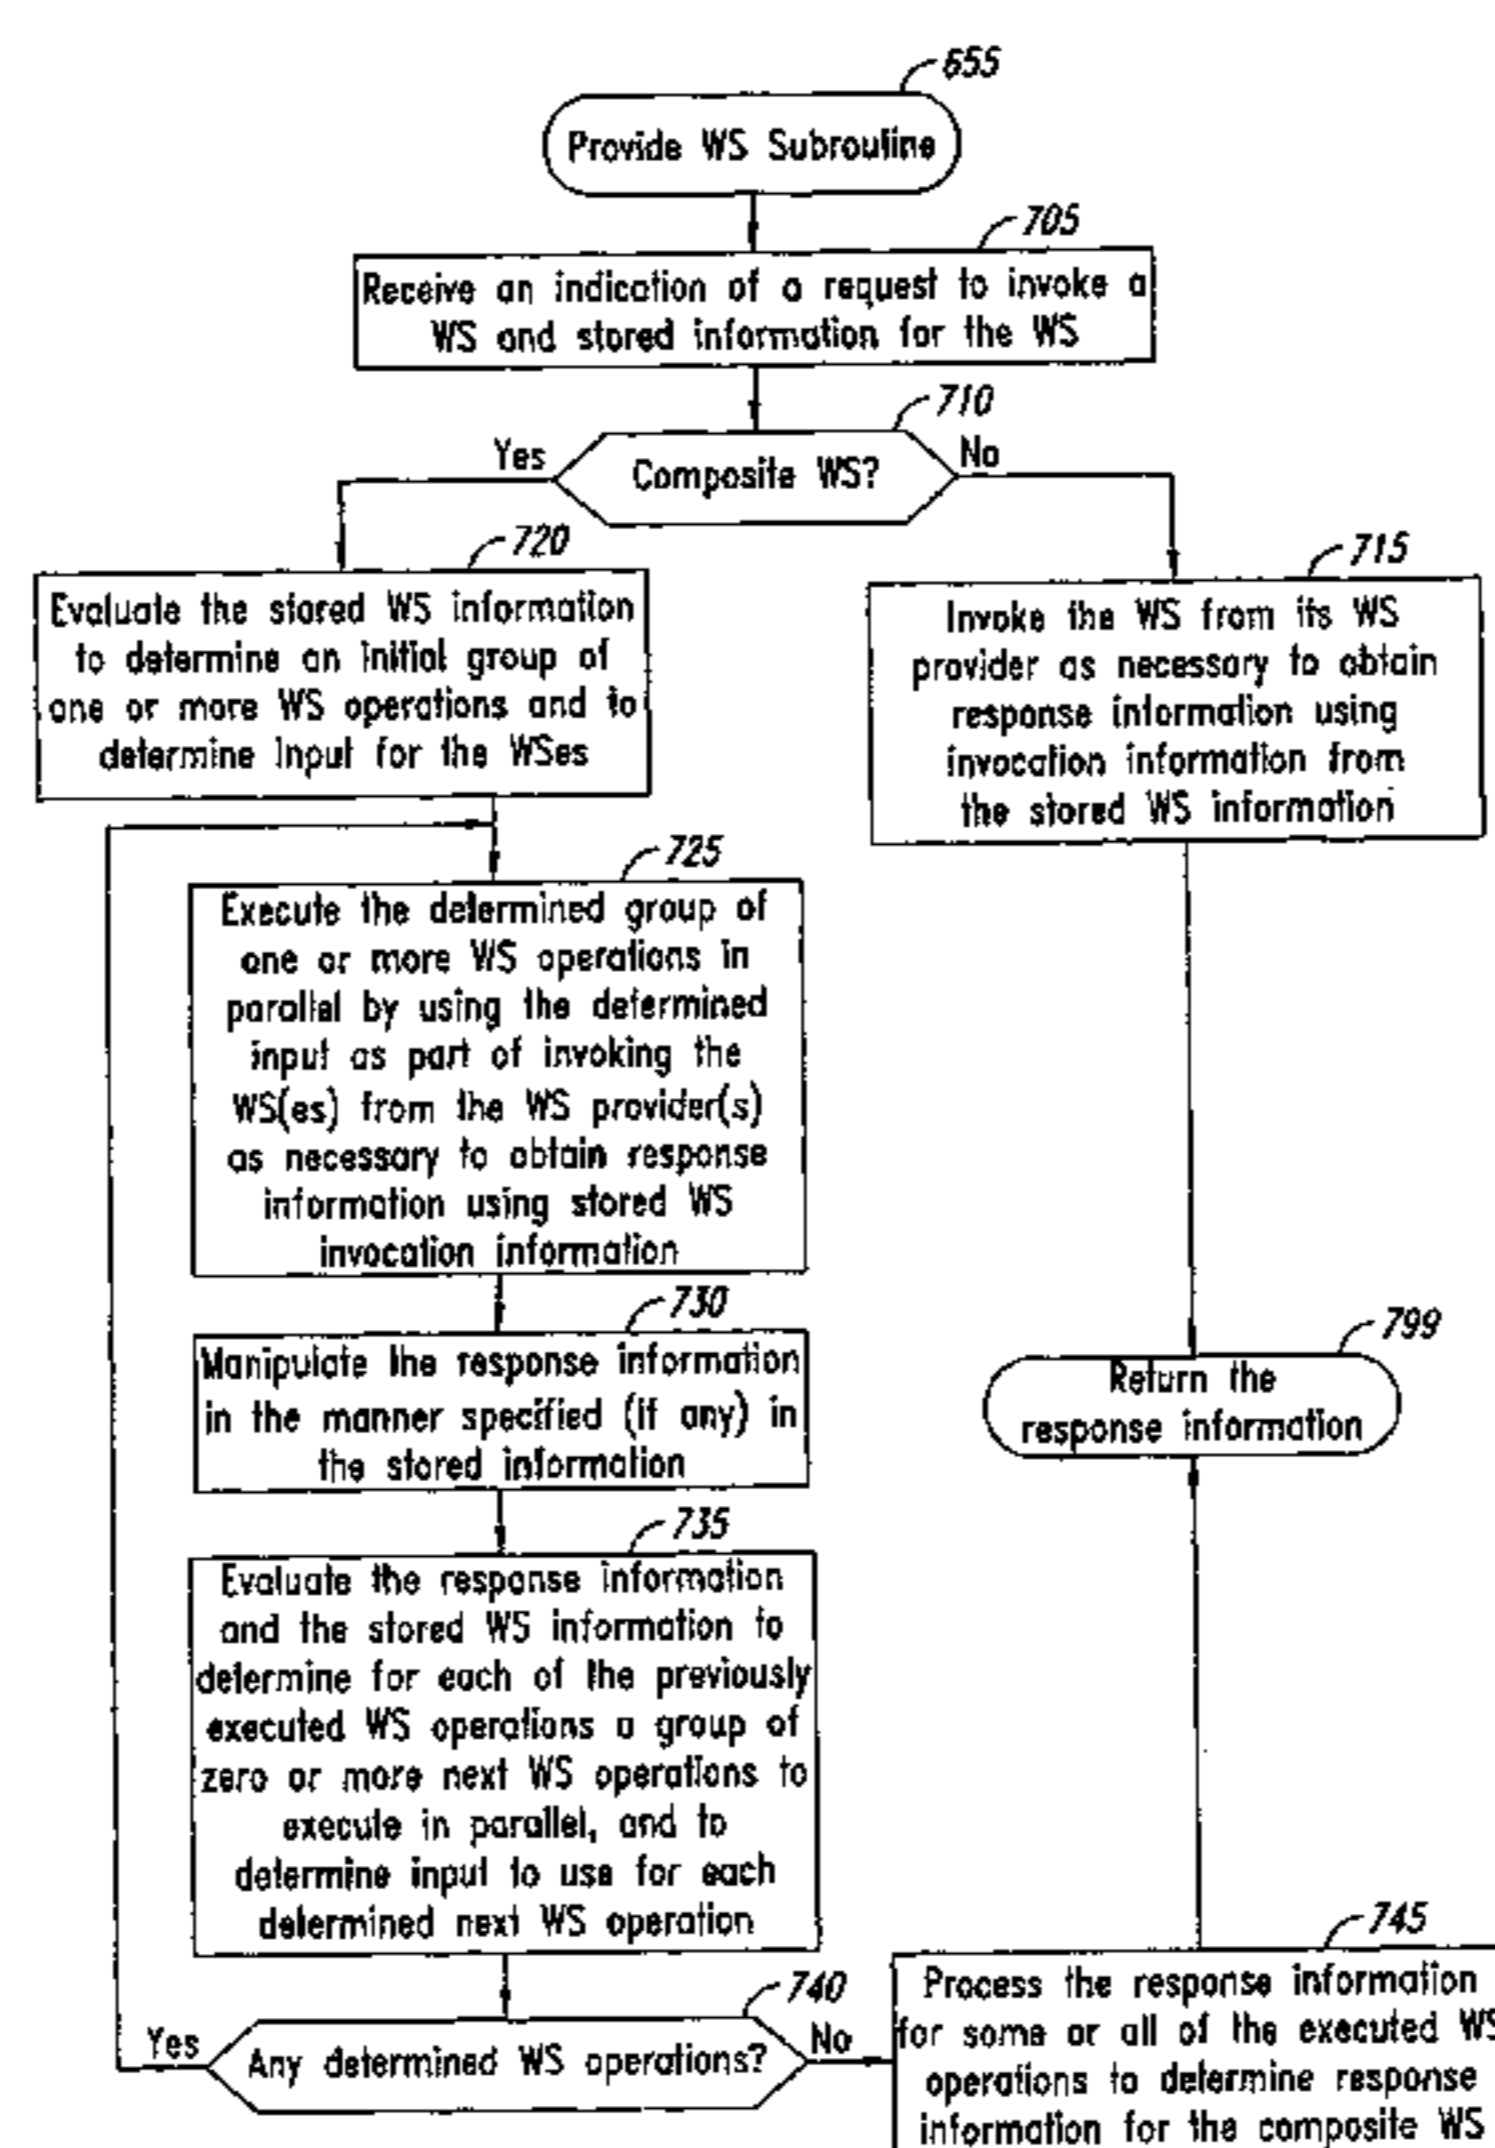 655
Provide WS Subroutine
705
Receive an indication of a request to invoke a
WS and stored information for the WS
710
Yes
Composite WS?
No
720
Evaluate the stored WS information
to determine an initial group of
one or more WS operations and to
determine input for the WSes
715
Invoke the WS from its WS
provider as necessary to obtain
response information using
invocation information from
the stored WS information
725
Execute the determined group of
one or more WS operations in
parallel by using the determined
input as part of invoking the
WS(es) from the WS provider(s)
as necessary to obtain response
information using stored WS
invocation information
730
Manipulate the response information
in the manner specified (if any) in
the stored information
799
Return the
response information
735
Evaluate the response information
and the stored WS information to
determine for each of the previously
executed WS operations a group of
zero or more next WS operations to
execute in parallel, and to
determine input to use for each
determined next WS operation
740
Yes
Any determined WS operations?
No
745
Process the response information
for some or all of the executed WS
operations to determine response
information for the composite WS